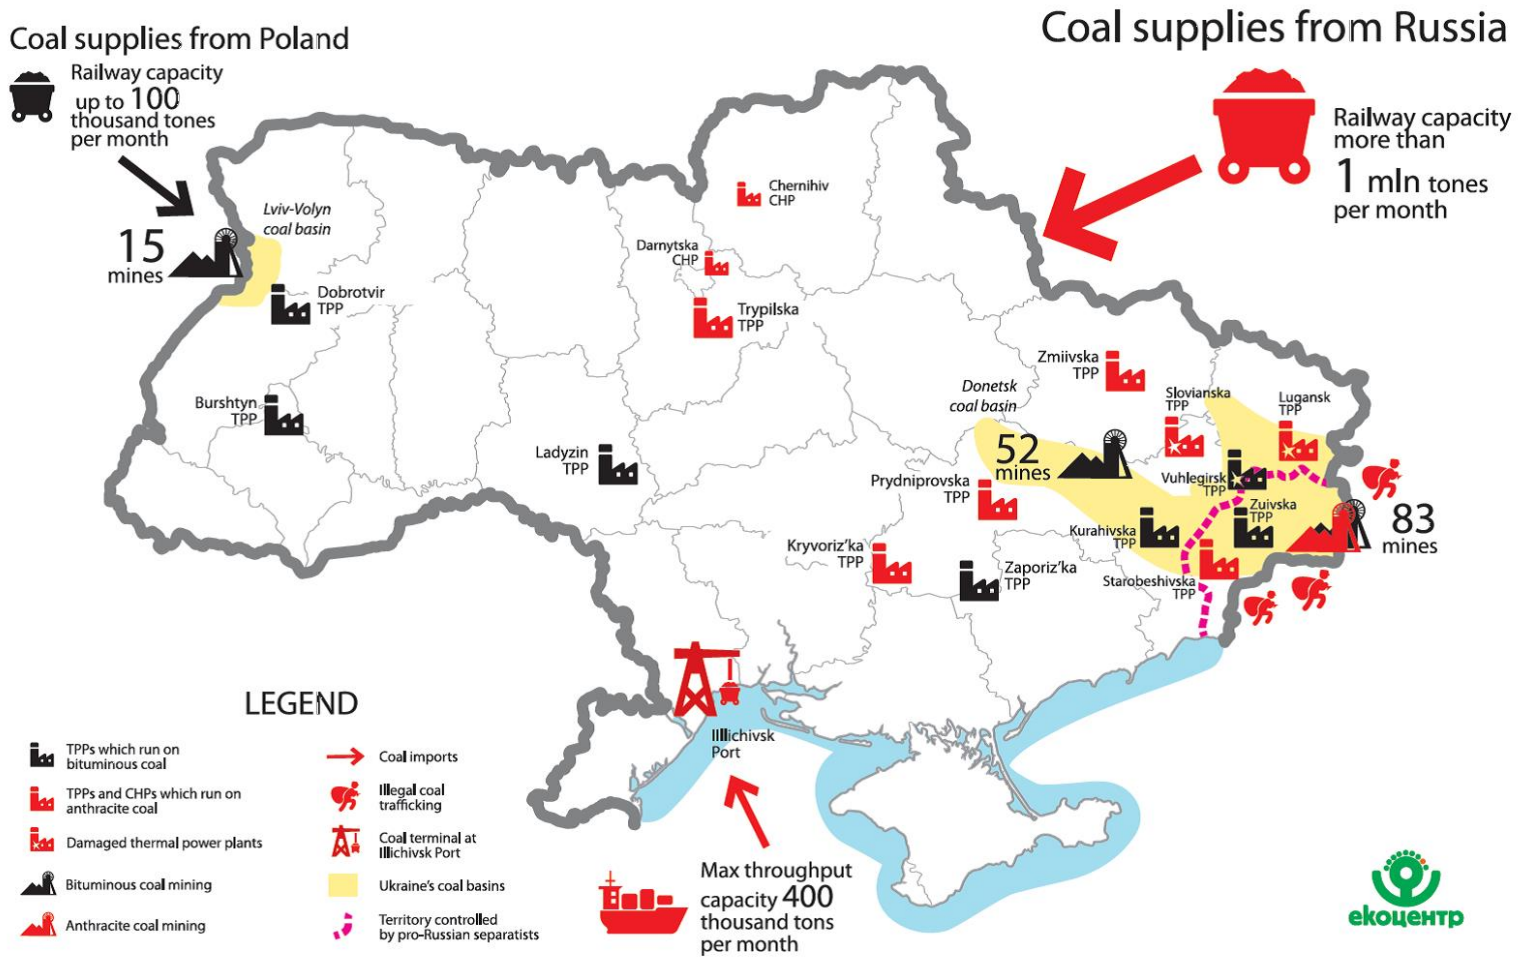 Coal supplies from Poland
Railway capacity
up to 100
thousand tones
per month
Coal supplies from Russia
Railway capacity
more than
1 mln tones
per month
Lviv-Volyn
coal basin
15
mines
Dobrotvir
TPP
Burshtyn
TPP
Chernihiv
CHP
Darnytska
CHP
Trypilska
TPP
Ladyzin
TPP
Zmiivska
TPP
Donetsk
coal basin
52
mines
Slovianska
TPP
Lugansk
TPP
Vuhlegirsk
TPP
Zuivska
TPP
Prydniprovska
TPP
Kurahivska
TPP
83
mines
Kryvoriz'ka
TPP
Zaporiz'ka
TPP
Starobeshivska
TPP
Illlichivsk
Port
Max throughput
capacity 400
thousand tons
per month
LEGEND
TPPs which run on
bituminous coal
TPPs and CHPs which run on
anthracite coal
Damaged thermal power plants
Bituminous coal mining
Anthracite coal mining
Coal imports
Illegal coal
trafficking
Coal terminal at
Illichivsk Port
Ukraine's coal basins
Territory controlled
by pro-Russian separatists
екоцентр